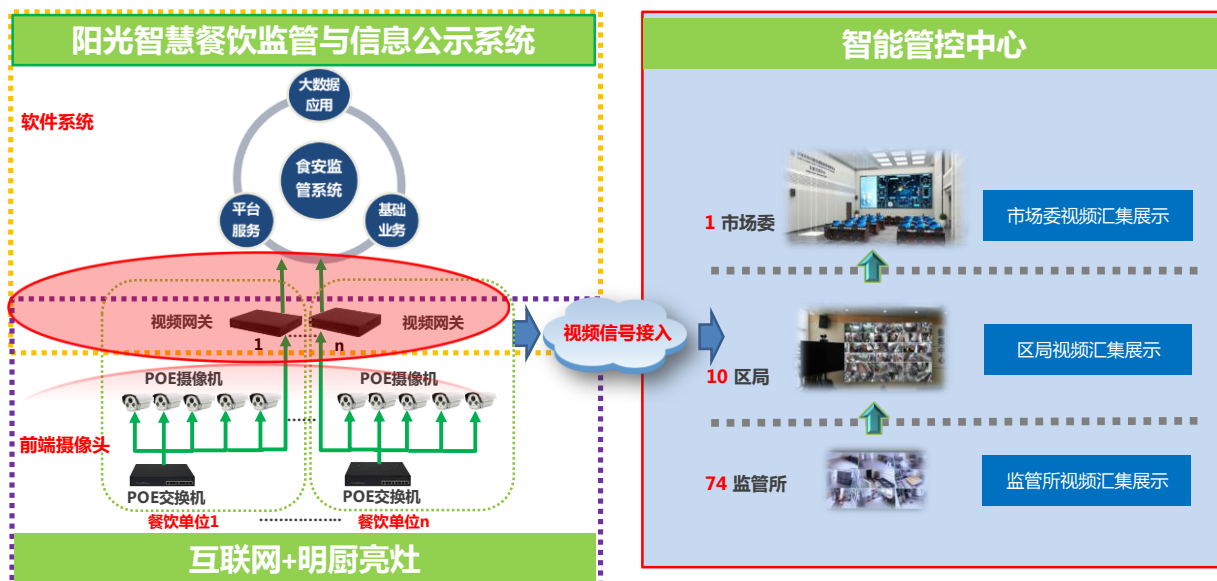 阳光智慧餐饮监管与信息公示系统
软件系统
大数据
应用
食安监
管系统
平台
服务
基础
业务
视频网关
视频网关
1
n
POE摄像机
POE摄像机
前端摄像头
POE交换机
POE交换机
餐饮单位1
餐饮单位n
互联网+明厨亮灶
视频信号接入
智能管控中心
1 市场委
市场委视频汇集展示
10 区局
区局视频汇集展示
74 监管所
监管所视频汇集展示